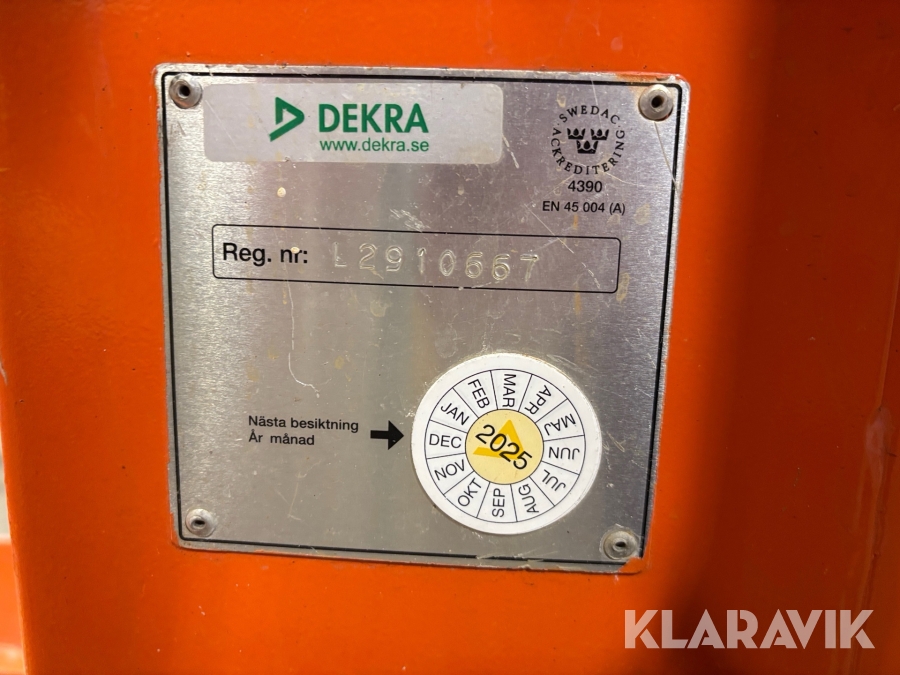 DEKRA
www.dekra.se
SWEDAC
ACKREDITERING
4390
EN 45 004 (A)
Reg. nr: L2910667
Nästa besiktning
År månad
JAN
FEB
MAR
APR
MAJ
JUN
JUL
AUG
SEP
OKT
NOV
DEC
2025
KLARAVIK